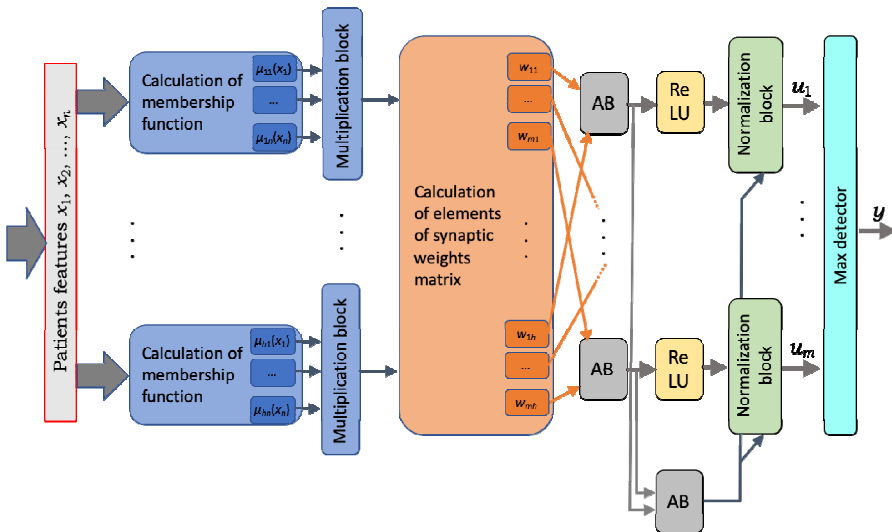 Patients features x₁, x₂, ..., xₙ
Calculation of
membership
function
μ₁₁(x₁)
...
μ₁ₙ(xₙ)
Multiplication block
Calculation of
membership
function
μₕ₁(x₁)
...
μₕₙ(xₙ)
Multiplication block
Calculation
of elements
of synaptic
weights
matrix
w₁₁
...
wₘ₁
w₁ₕ
...
wₘₕ
AB
Re
LU
Normalization
block
u₁
AB
Re
LU
Normalization
block
uₘ
AB
Max detector
y